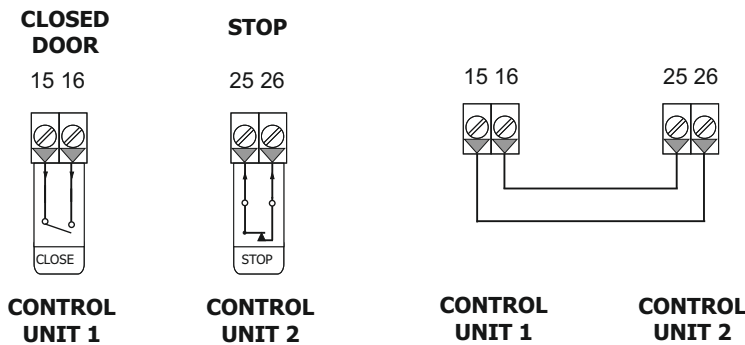 CLOSED
DOOR
STOP
15 16
25 26
15 16
25 26
CLOSE
STOP
CONTROL
UNIT 1
CONTROL
UNIT 2
CONTROL
UNIT 1
CONTROL
UNIT 2